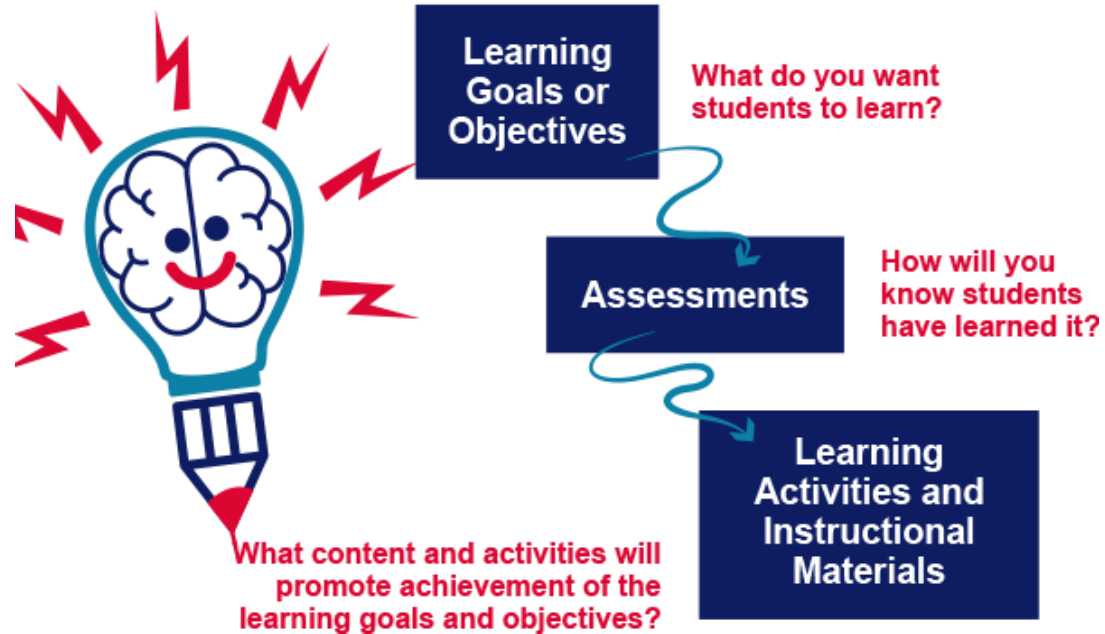 Learning
Goals or
Objectives
What do you want
students to learn?
Assessments
How will you
know students
have learned it?
Learning
Activities and
Instructional
Materials
What content and activities will
promote achievement of the
learning goals and objectives?